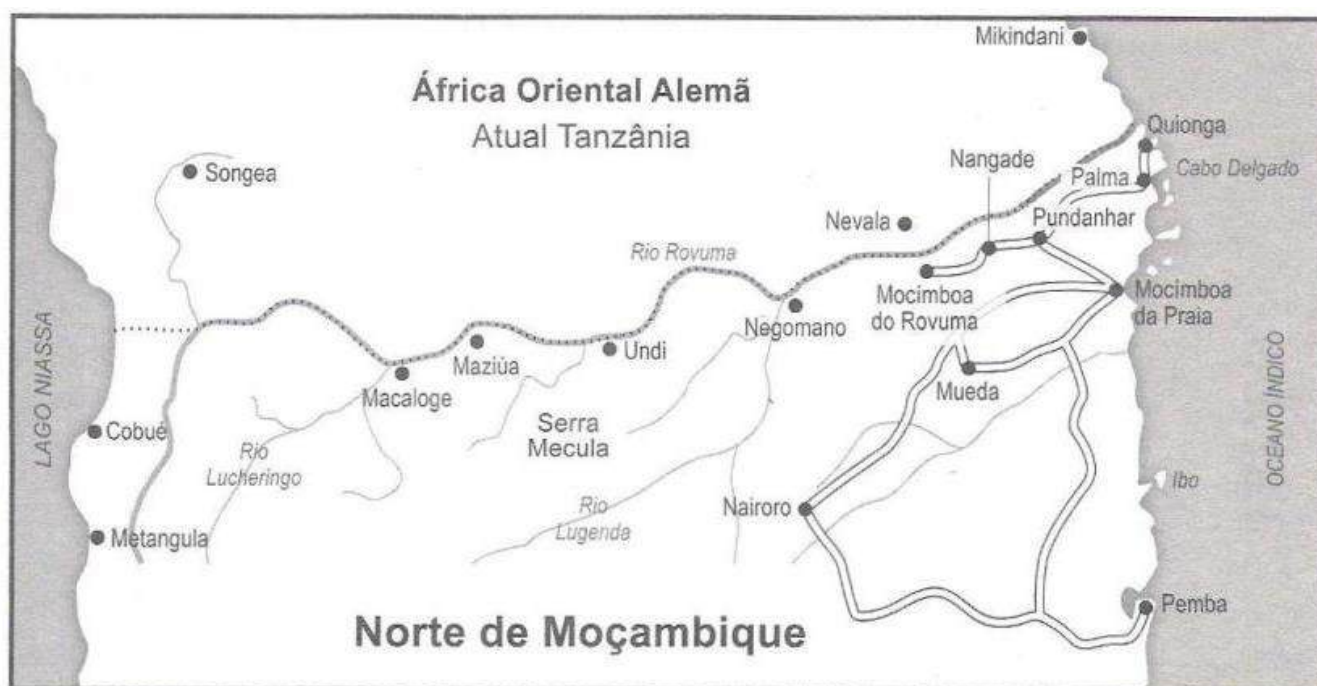 Mikindani
África Oriental Alemã
Atual Tanzânia
Quionga
Nangade
Cabo Delgado
Songea
Palma
Nevala
Pundanhar
Rio Rovuma
Mocimboa
do Rovuma
Mocimboa
da Praia
Negomano
Undi
Maziúa
Macaloge
Mueda
LAGO NIASSA
OCEANO ÍNDICO
Cobué
Serra
Mecula
Rio
Lucheringo
Ibo
Nairoro
Rio
Lugenda
Metangula
Pemba
Norte de Moçambique